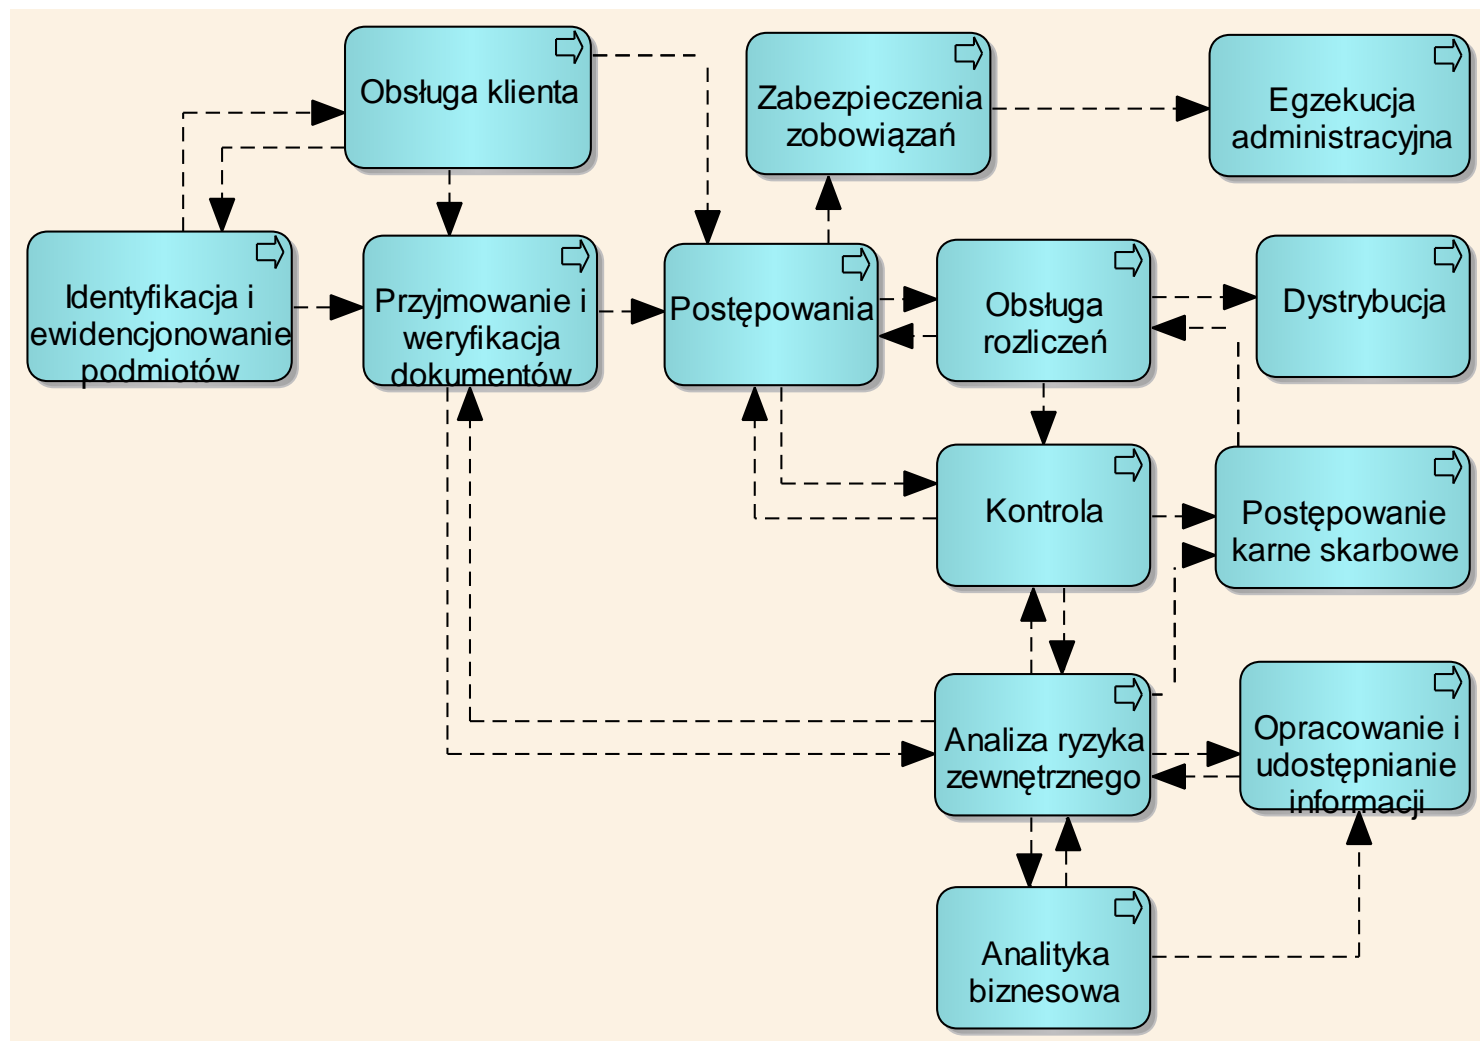 Obsługa klienta
Zabezpieczenia
zobowiązań
Egzekucja
administracyjna
Identyfikacja i
ewidencjonowanie
podmiotów
Przyjmowanie i
weryfikacja
dokumentów
Postępowania
Obsługa
rozliczeń
Dystrybucja
Kontrola
Postępowanie
karne skarbowe
Analiza ryzyka
zewnętrznego
Opracowanie i
udostępnianie
informacji
Analityka
biznesowa